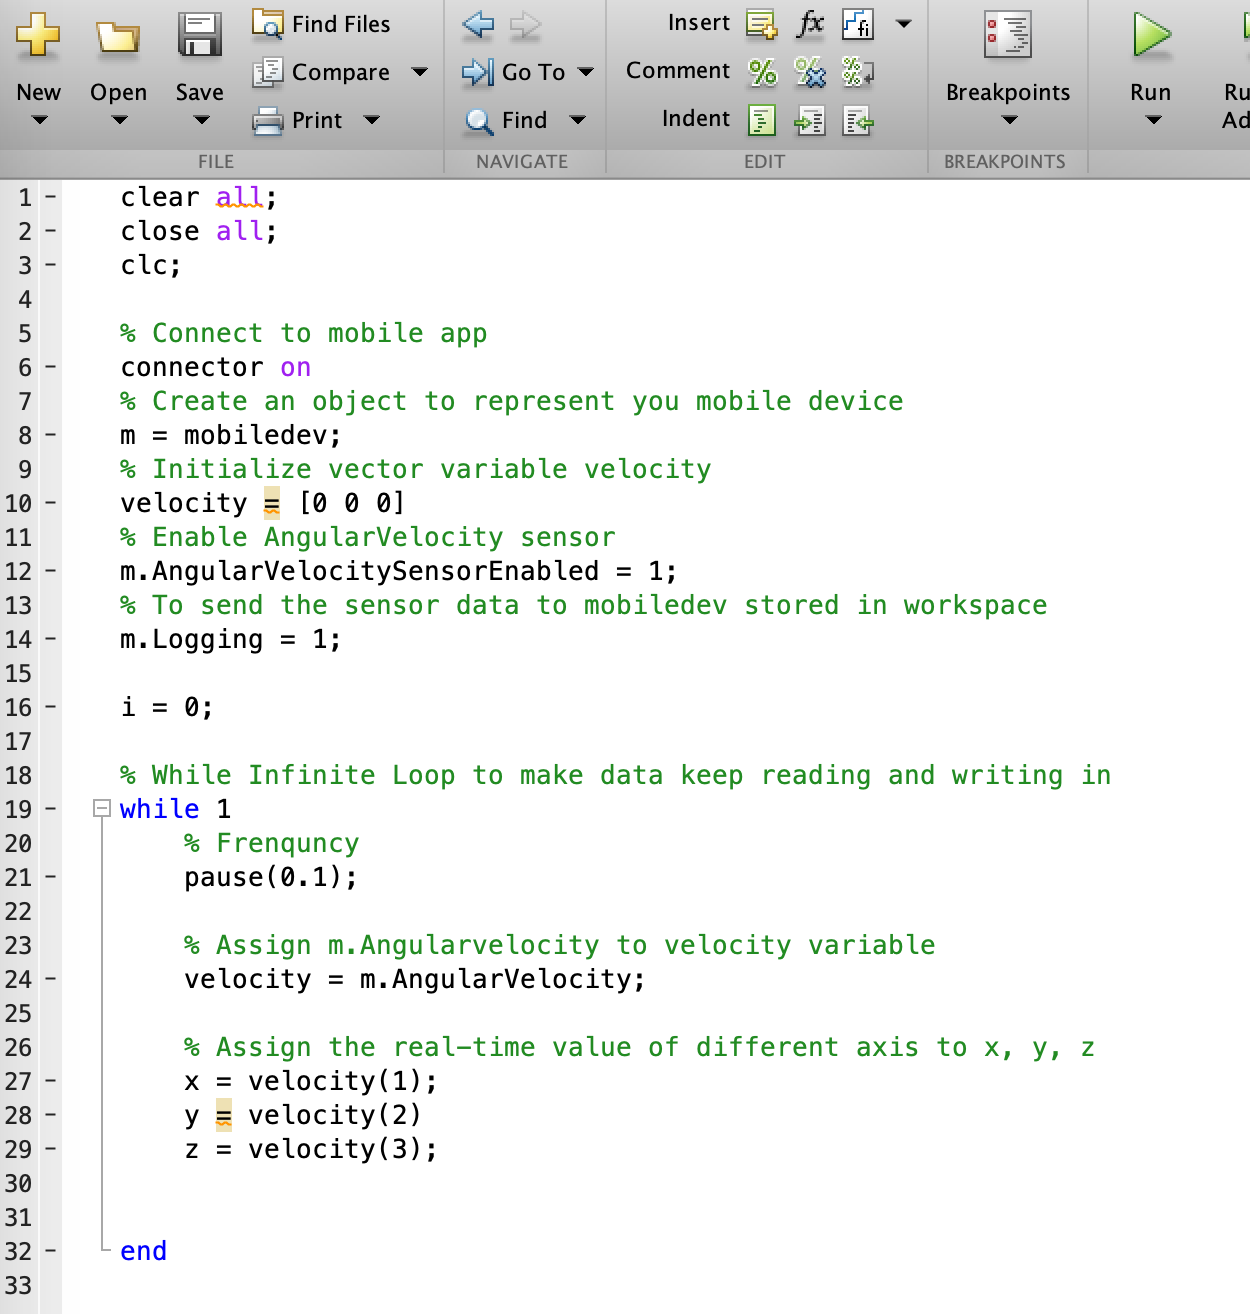 New
Open
Save
Find Files
Compare
Print
FILE
Go To
Find
NAVIGATE
Insert
fx
fi
Comment
%
%
%
Indent
EDIT
Breakpoints
BREAKPOINTS
Run
Ru
Ad
1 - clear all;
2 - close all;
3 - clc;
4
5 % Connect to mobile app
6 - connector on
7 % Create an object to represent you mobile device
8 - m = mobiledev;
9 % Initialize vector variable velocity
10 - velocity = [0 0 0]
11 % Enable AngularVelocity sensor
12 - m.AngularVelocitySensorEnabled = 1;
13 % To send the sensor data to mobiledev stored in workspace
14 - m.Logging = 1;
15
16 - i = 0;
17
18 % While Infinite Loop to make data keep reading and writing in
19 - while 1
20 % Frenquncy
21 - pause(0.1);
22
23 % Assign m.Angularvelocity to velocity variable
24 - velocity = m.AngularVelocity;
25
26 % Assign the real-time value of different axis to x, y, z
27 - x = velocity(1);
28 - y = velocity(2)
29 - z = velocity(3);
30
31
32 - end
33